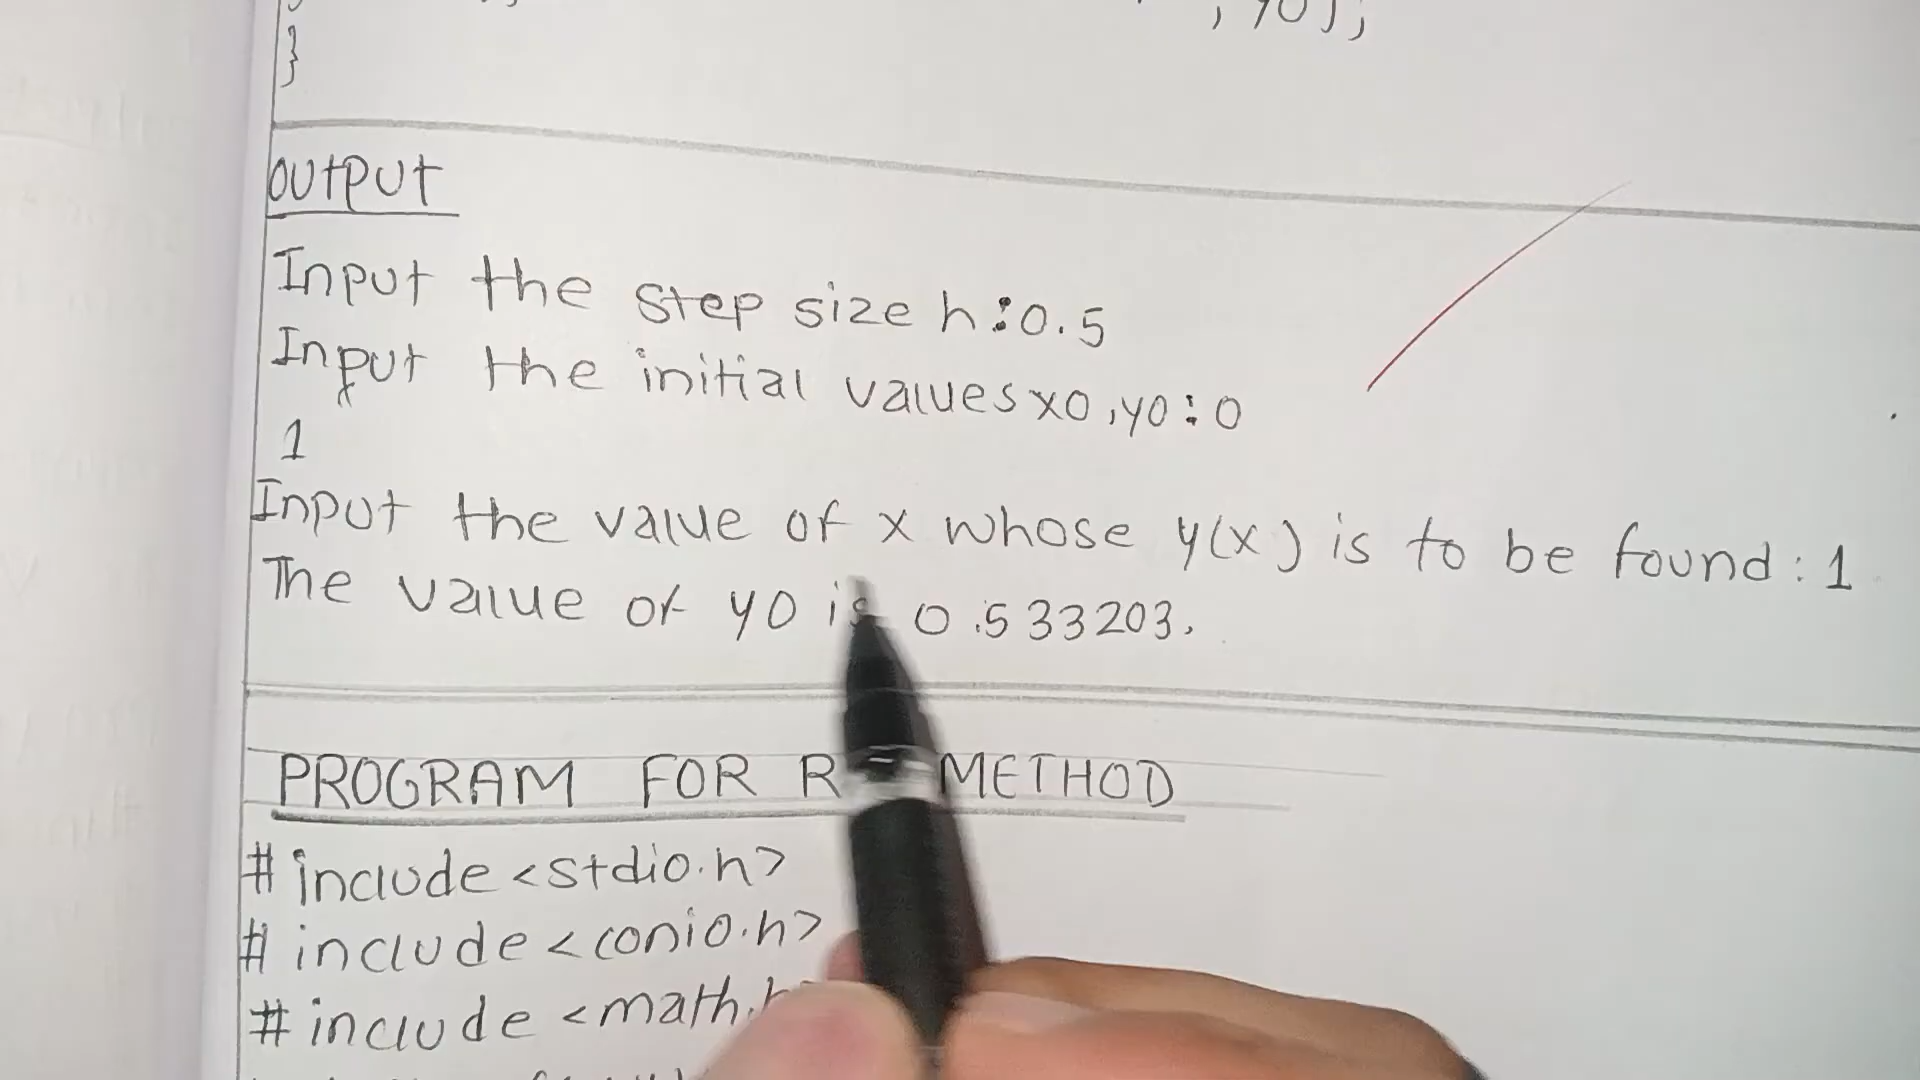 , y0);
}
output
Input the step size h:0.5
Input the initial values x0,y0:0
1
Input the value of x whose y(x) is to be found: 1
The value of y0 is 0.533203.
PROGRAM FOR R METHOD
#include<stdio.h>
#include<conio.h>
#include<math.h>